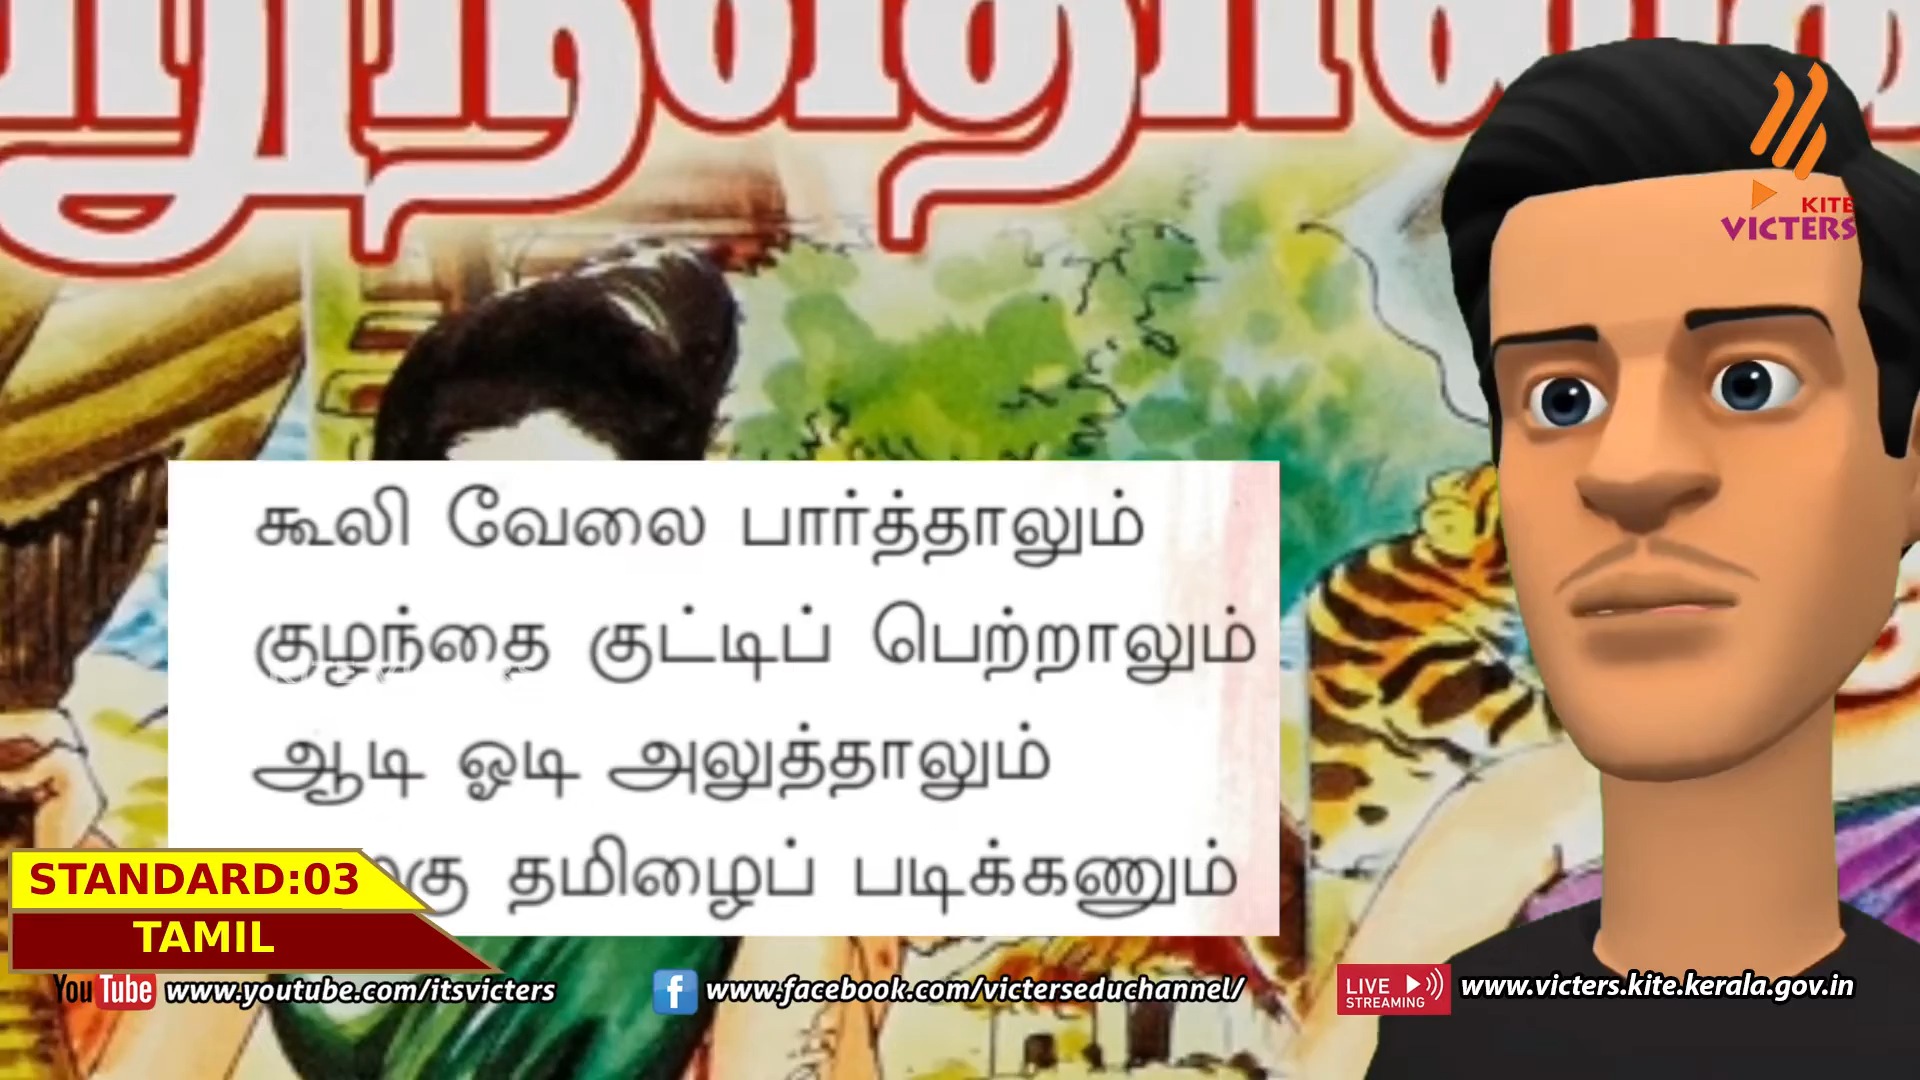 KITE
VICTERS
கூலி வேலை பார்த்தாலும்
குழந்தை குட்டிப் பெற்றாலும்
ஆடி ஓடி அலுத்தாலும்
தமிழைப் படிக்கணும்
STANDARD:03
TAMIL
YouTube www.youtube.com/itsvicters
f www.facebook.com/victerseduchannel/
LIVE STREAMING www.victers.kite.kerala.gov.in